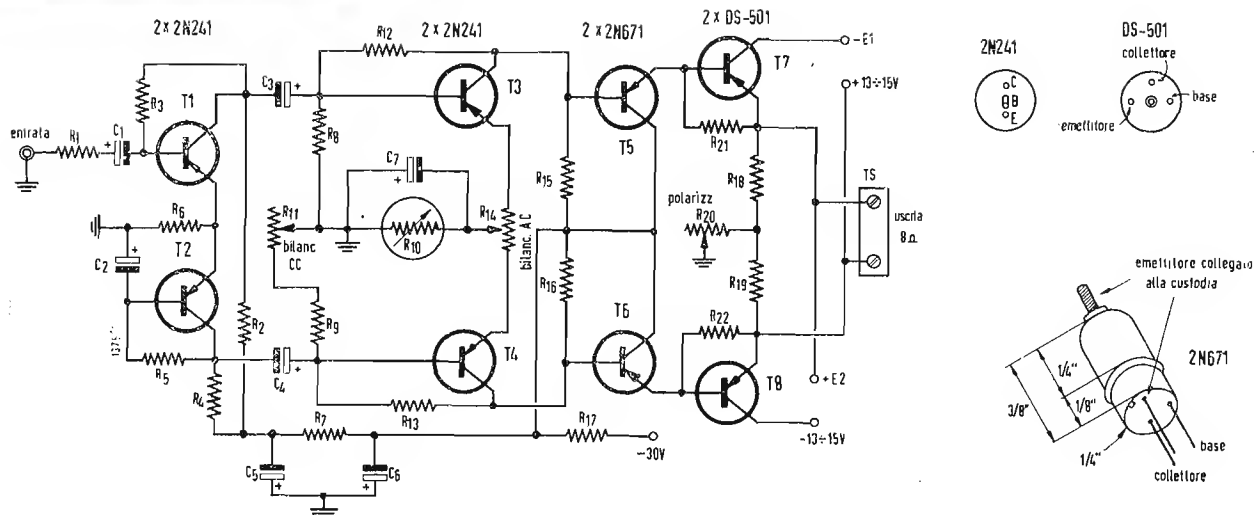 2 x 2N241
2 x 2N241
2 x 2N671
2 x DS-501
2N241
DS-501
collettore
base
emettitore
C
B
E
-E1
+13÷15V
R12
T3
T7
R3
T1
C3
entrata
R1
C1
R8
T5
R21
C7
R15
R18
TS
R6
R11
R10
R14
polarizz
R20
uscita
8Ω
bilanc
CC
bilanc. AC
C2
T2
R2
R9
R16
T6
R19
R22
emettitore collegato
alla custodia
R5
C4
T4
T8
+E2
2N671
R4
R13
1/4"
3/8"
1/8"
R7
R17
-30V
-13÷15V
base
C5
C6
1/4"
collettore